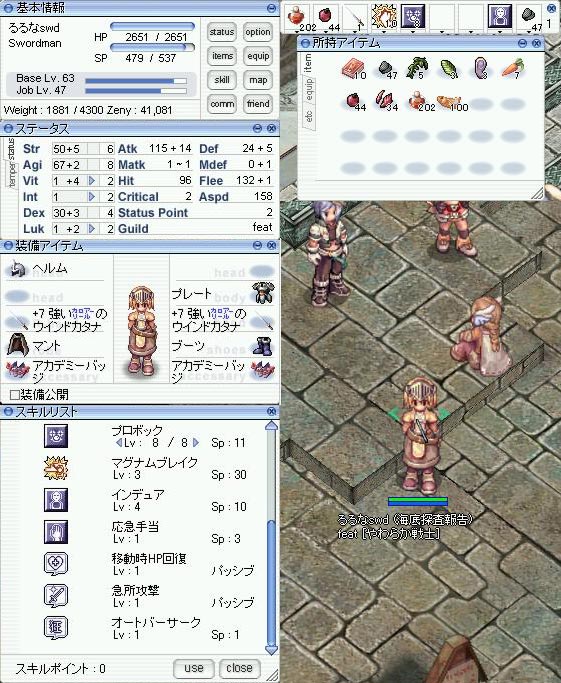 基本情報
るるなswd
Swordman
HP 2651 / 2651
SP 479 / 537
status option
items equip
skill map
comm friend
Base Lv. 63
Job Lv. 47
Weight : 1881 / 4300 Zeny : 41,081
ステータス
status
Str 50+5 6 Atk 115 + 14 Def 24 + 5
Agi 67+2 8 Matk 1 ~ 1 Mdef 0 + 1
Vit 1 +4 2 Hit 96 Flee 132 + 1
Int 1 2 Critical 2 Aspd 158
Dex 30+3 4 Status Point 2
Luk 1 +2 2 Guild feat
装備アイテム
ヘルム
head
head
head
プレート
body
+7 強い の
ウインドカタナ
+7 強い の
ウインドカタナ
マント
ブーツ
shoes
アカデミーバッジ
アカデミーバッジ
accessary
装備公開
スキルリスト
プロボック
Lv : 8 / 8 Sp : 11
マグナムブレイク
Lv : 3 Sp : 30
インデュア
Lv : 4 Sp : 10
応急手当
Lv : 1 Sp : 3
移動時HP回復
Lv : 1 パッシブ
急所攻撃
Lv : 1 パッシブ
オートバーサーク
Lv : 1 Sp : 1
スキルポイント : 0 use close
202 44 1 8 4 47
1
所持アイテム
item
equip
etc
10 47 5 8 8 7
44 34 202 100
るるなswd (海底探査報告)
feat [やわらか戦士]